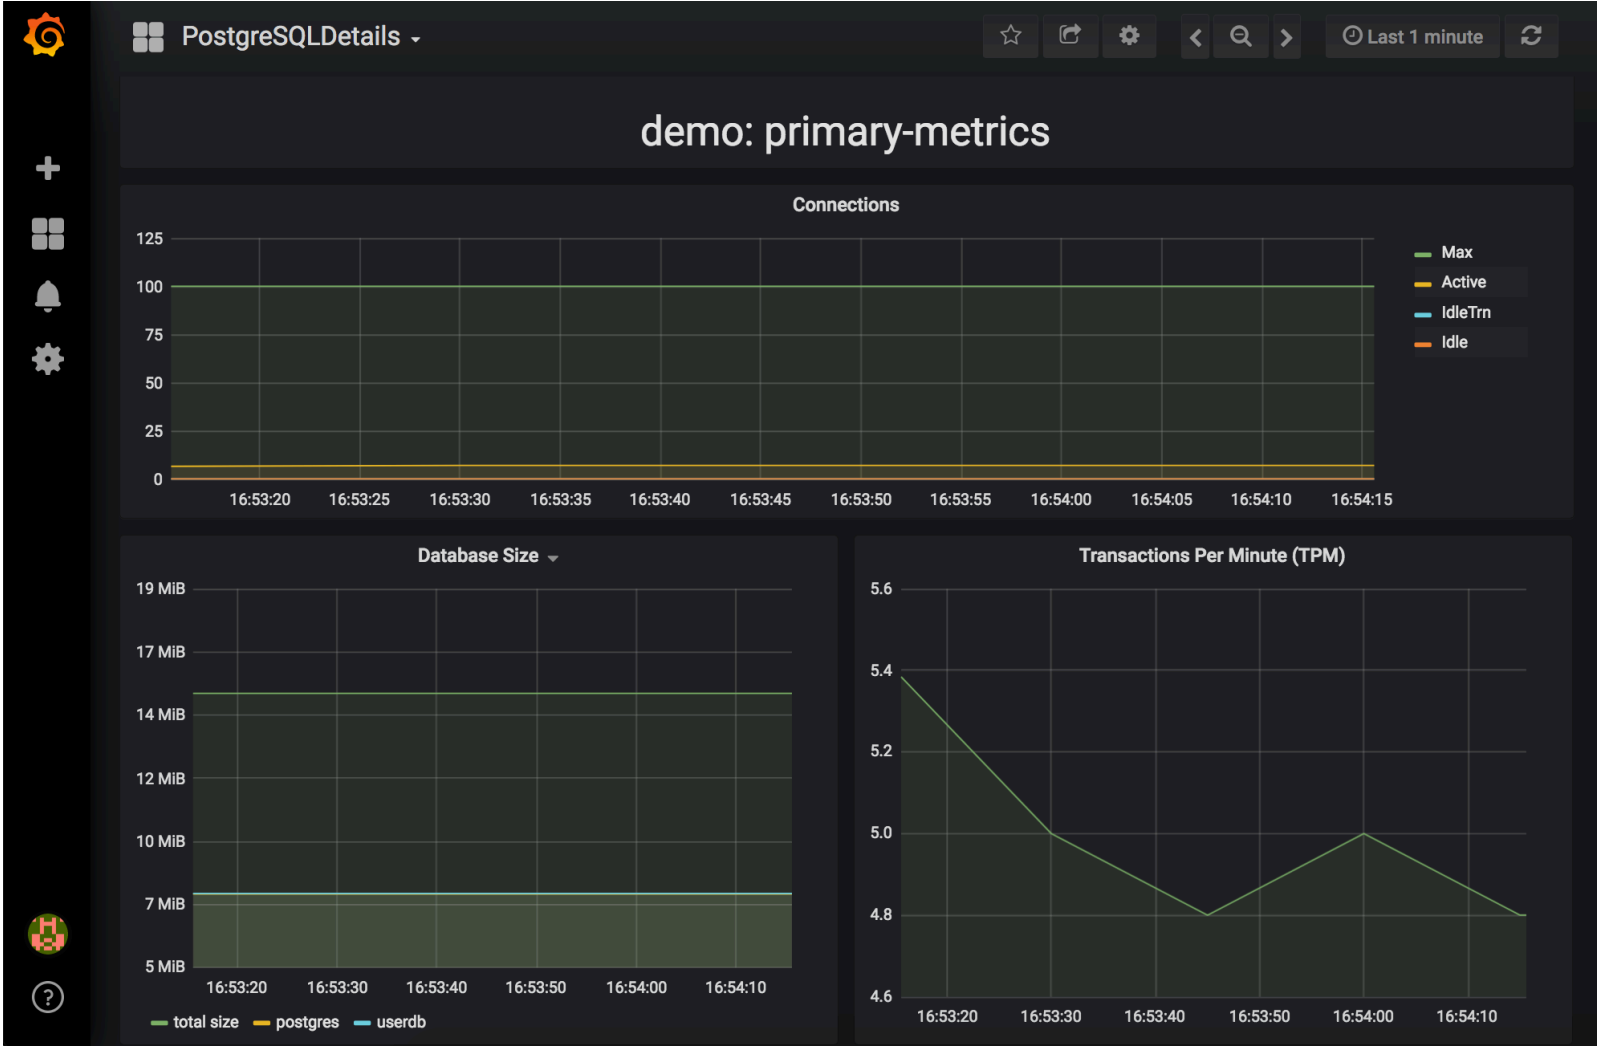 PostgreSQLDetails
Last 1 minute
demo: primary-metrics
Connections
125
100
75
50
25
0
16:53:20 16:53:25 16:53:30 16:53:35 16:53:40 16:53:45 16:53:50 16:53:55 16:54:00 16:54:05 16:54:10 16:54:15
Max
Active
IdleTrn
Idle
Database Size
19 MiB
17 MiB
14 MiB
12 MiB
10 MiB
7 MiB
5 MiB
16:53:20 16:53:30 16:53:40 16:53:50 16:54:00 16:54:10
total size postgres userdb
Transactions Per Minute (TPM)
5.6
5.4
5.2
5.0
4.8
4.6
16:53:20 16:53:30 16:53:40 16:53:50 16:54:00 16:54:10
?